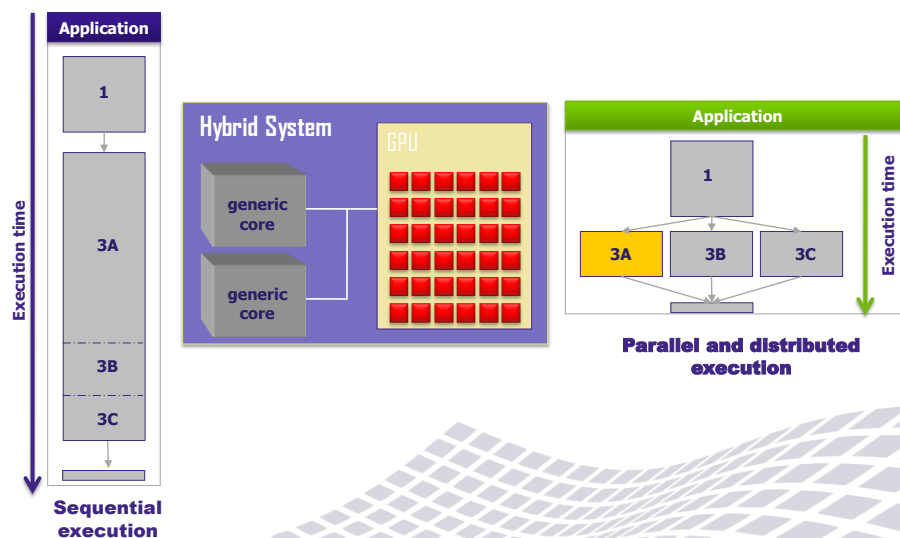 Application
1
3A
3B
3C
Execution time
Sequential
execution
Hybrid System
GPU
generic
core
generic
core
Application
1
3A
3B
3C
Execution time
Parallel and distributed
execution